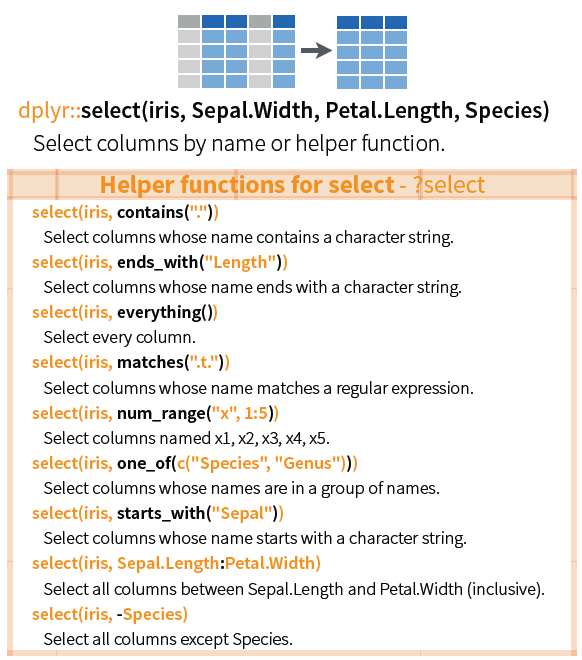 dplyr::select(iris, Sepal.Width, Petal.Length, Species)
Select columns by name or helper function.
Helper functions for select - ?select
select(iris, contains("."))
Select columns whose name contains a character string.
select(iris, ends_with("Length"))
Select columns whose name ends with a character string.
select(iris, everything())
Select every column.
select(iris, matches(".t."))
Select columns whose name matches a regular expression.
select(iris, num_range("x", 1:5))
Select columns named x1, x2, x3, x4, x5.
select(iris, one_of(c("Species", "Genus")))
Select columns whose names are in a group of names.
select(iris, starts_with("Sepal"))
Select columns whose name starts with a character string.
select(iris, Sepal.Length:Petal.Width)
Select all columns between Sepal.Length and Petal.Width (inclusive).
select(iris, -Species)
Select all columns except Species.